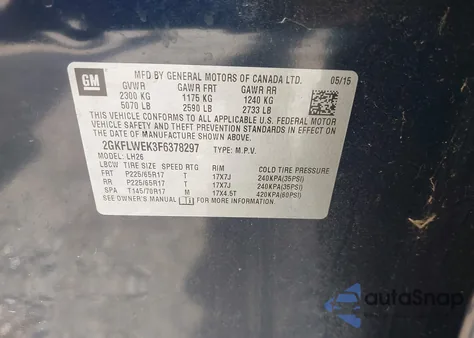 GM
MFD BY GENERAL MOTORS OF CANADA LTD. 05/15
GVWR GAWR FRT GAWR RR
2300 KG 1175 KG 1240 KG
5070 LB 2590 LB 2733 LB
THIS VEHICLE CONFORMS TO ALL APPLICABLE U.S. FEDERAL MOTOR
VEHICLE SAFETY, BUMPER, AND THEFT PREVENTION STANDARDS IN EFFECT ON
THE DATE OF MANUFACTURE SHOWN ABOVE.
2GKFLWEK3F6378297 TYPE: M.P.V.
MODEL: LH26
LBCW TIRE SIZE SPEED RTG RIM COLD TIRE PRESSURE
FRT P225/65R17 T 17X7J 240KPA(35PSI)
RR P225/65R17 T 17X7J 240KPA(35PSI)
SPA T145/70R17 M 17X4.5T 420KPA(60PSI)
SEE OWNER'S MANUAL Ti FOR MORE INFORMATION.
autoSnap